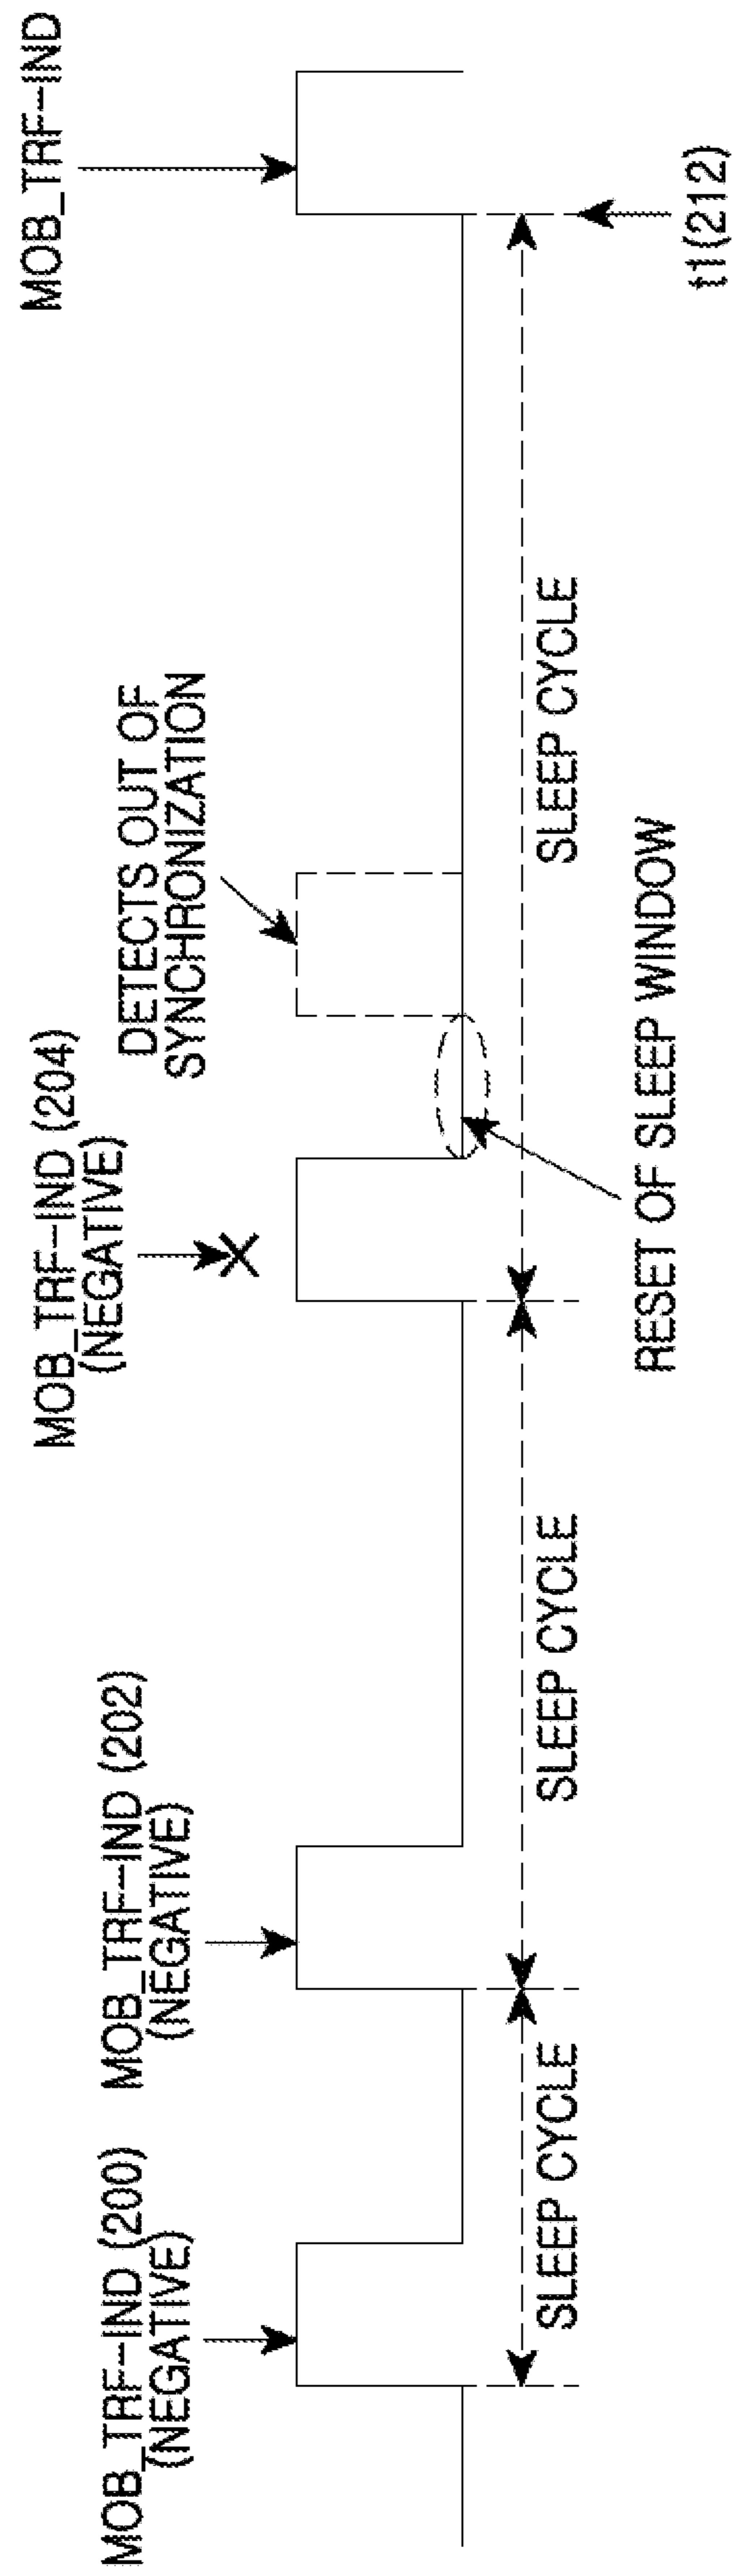 MOB_TRF-IND (200)
(NEGATIVE)
MOB_TRF-IND (202)
(NEGATIVE)
MOB_TRF-IND (204)
(NEGATIVE)
DETECTS OUT OF
SYNCHRONIZATION
MOB_TRF-IND
SLEEP CYCLE
SLEEP CYCLE
SLEEP CYCLE
RESET OF SLEEP WINDOW
t1(212)